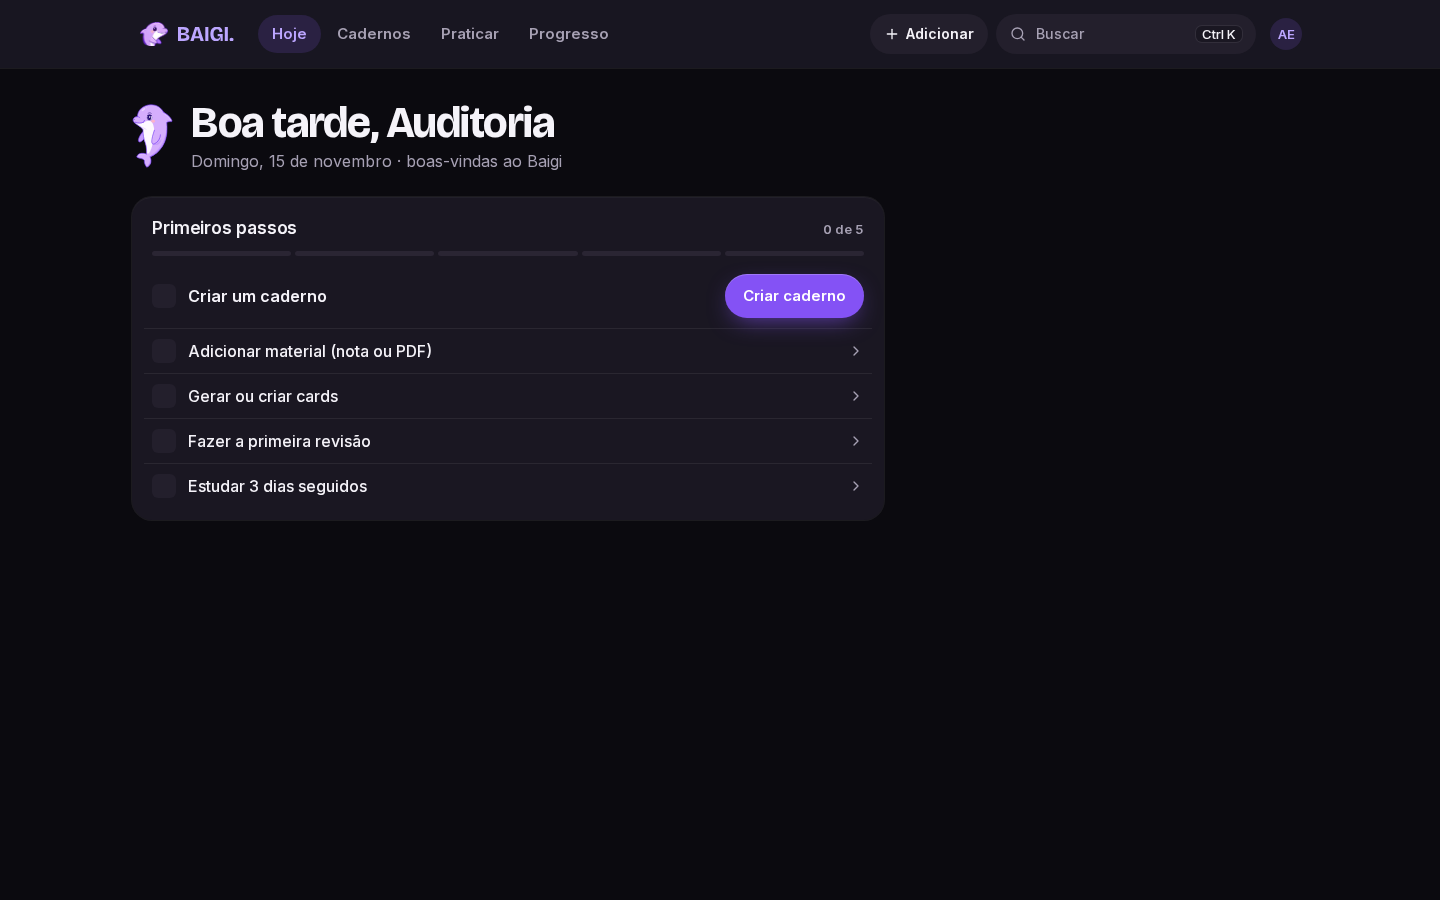 BAIGI.
Hoje
Cadernos
Praticar
Progresso
Adicionar
Buscar
Ctrl K
AE
Boa tarde, Auditoria
Domingo, 15 de novembro · boas-vindas ao Baigi
Primeiros passos
0 de 5
Criar um caderno
Criar caderno
Adicionar material (nota ou PDF)
Gerar ou criar cards
Fazer a primeira revisão
Estudar 3 dias seguidos